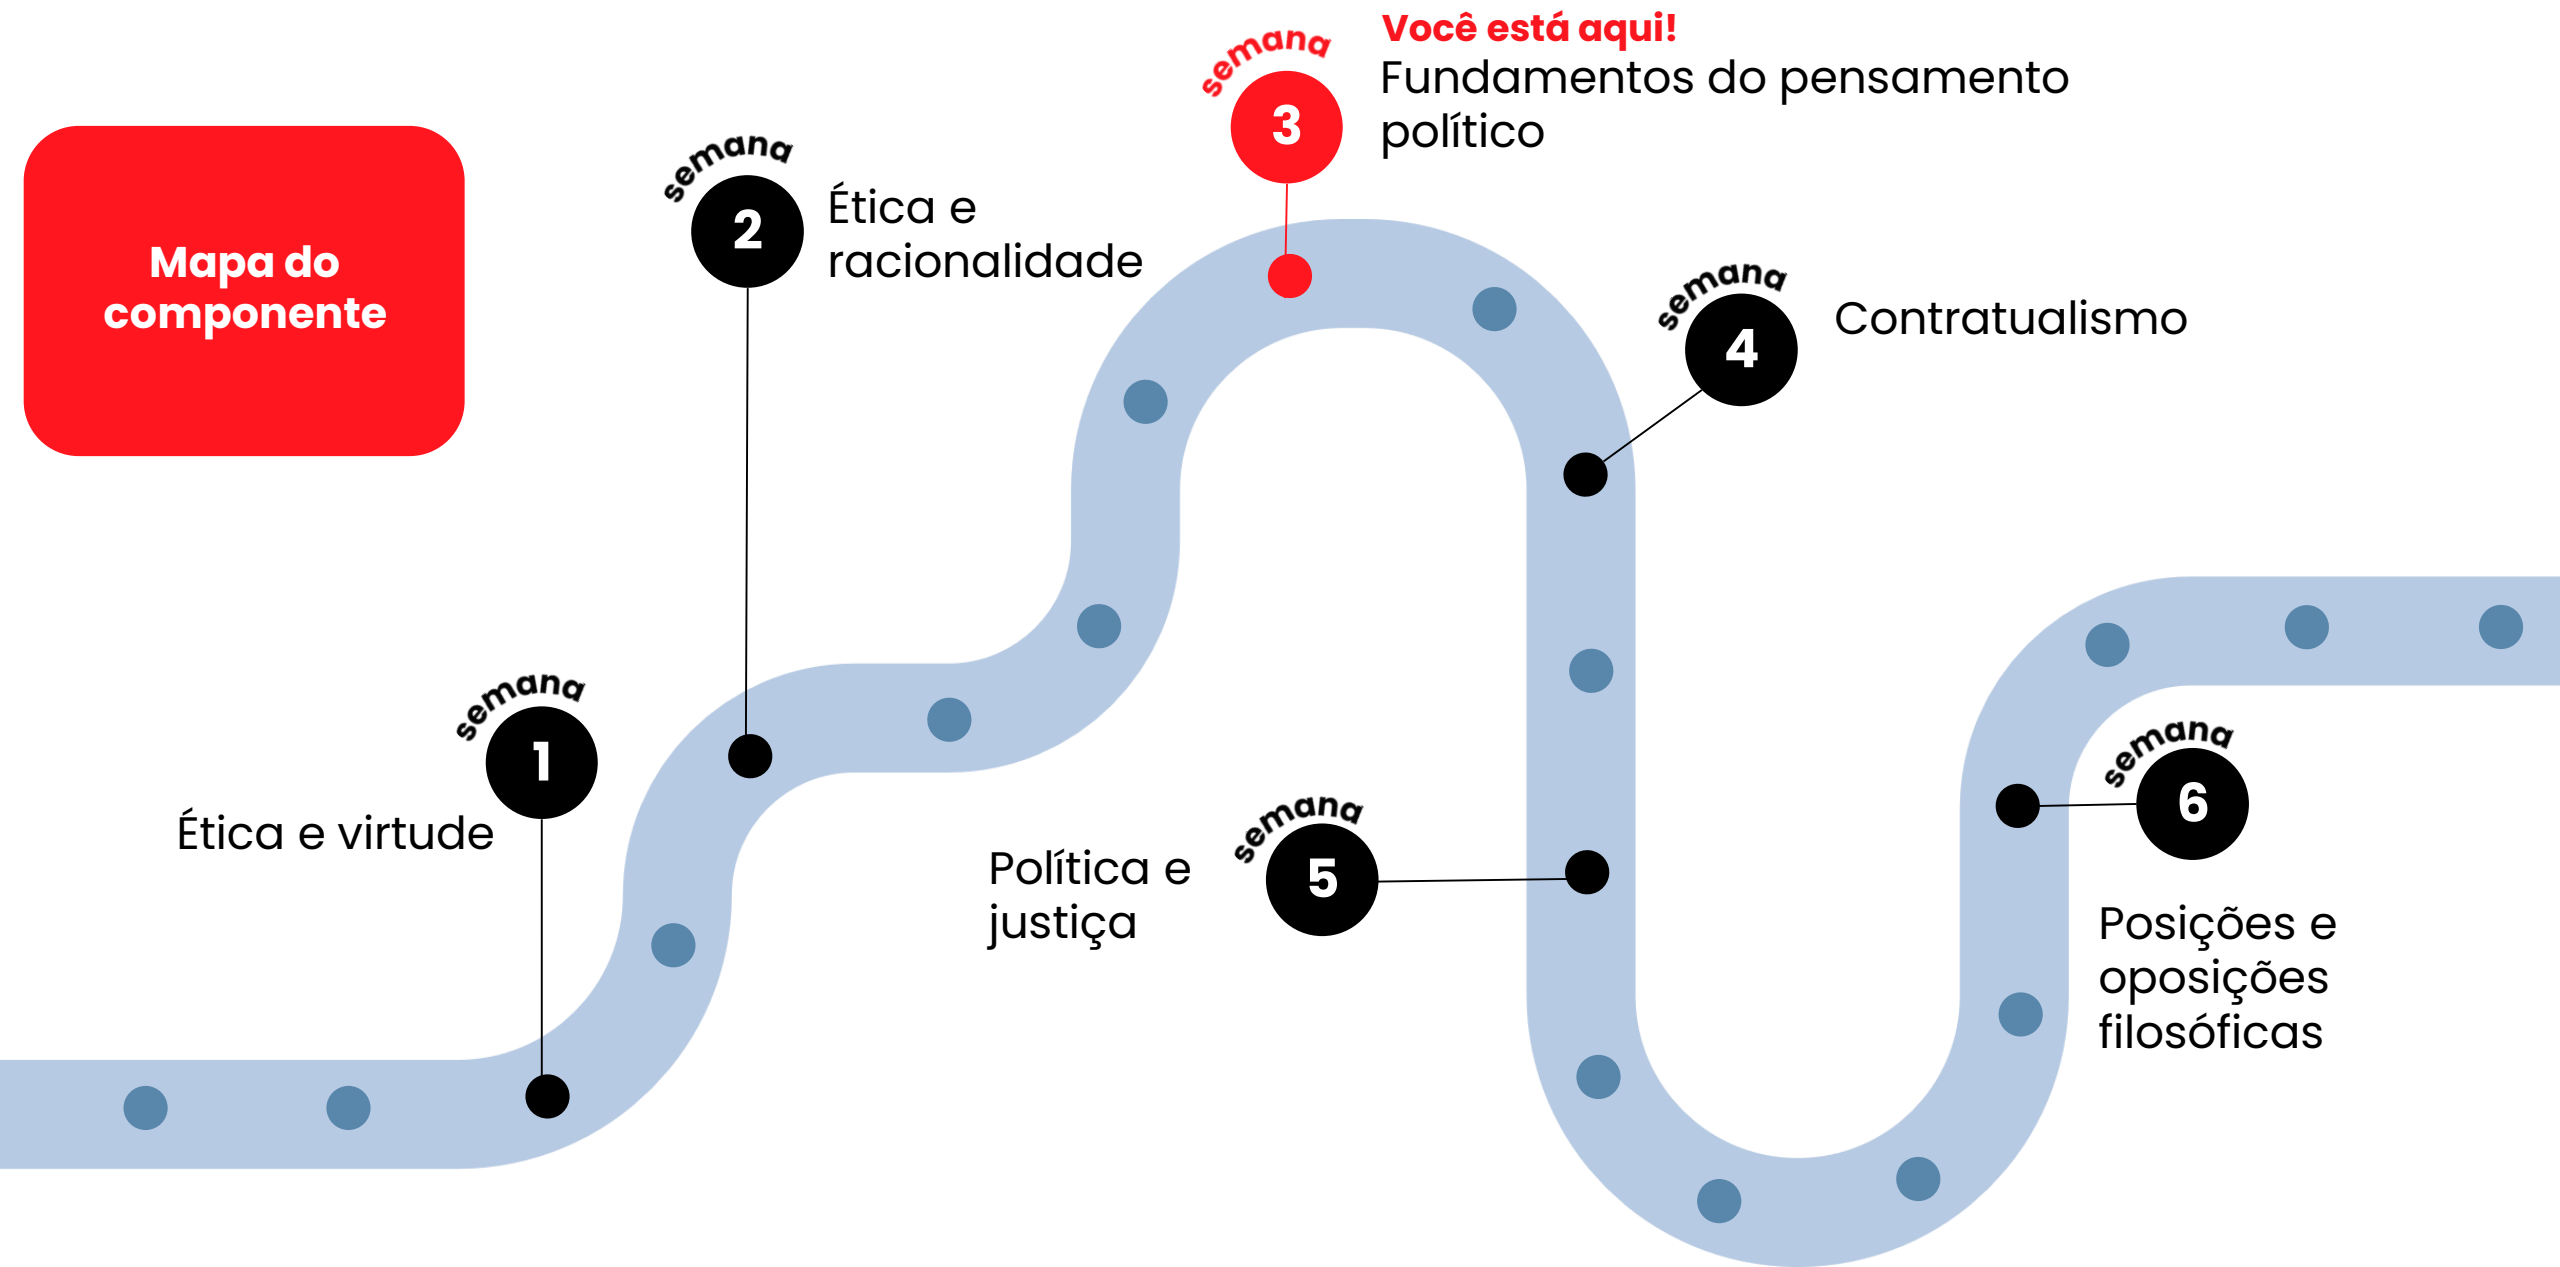 Mapa do
componente
semana
1
Ética e virtude
semana
2
Ética e
racionalidade
semana
3
Você está aqui!
Fundamentos do pensamento
político
semana
4
Contratualismo
semana
5
Política e
justiça
semana
6
Posições e
oposições
filosóficas